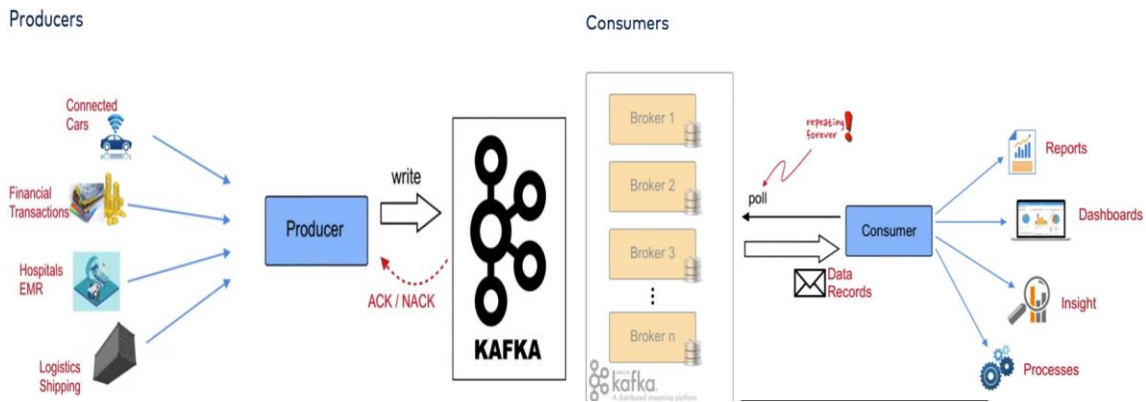 Producers
Connected
Cars
Financial
Transactions
Hospitals
EMR
Logistics
Shipping
Producer
write
ACK / NACK
KAFKA
Consumers
Broker 1
Broker 2
Broker 3
Broker n
kafka
A distributed streaming platform
repeating
forever!
poll
Data
Records
Consumer
Reports
Dashboards
Insight
Processes